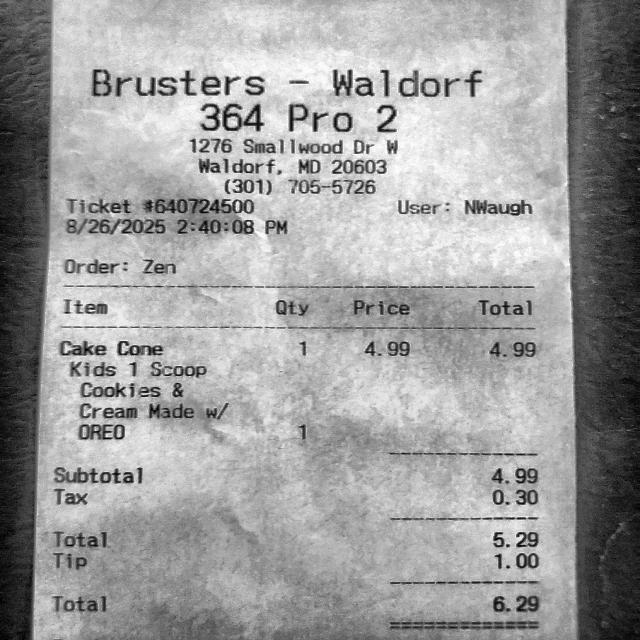 Brusters - Waldorf
364 Pro 2
1276 Smallwood Dr W
Waldorf, MD 20603
(301) 705-5726
Ticket #640724500 User: NWaugh
8/26/2025 2:40:08 PM
Order: Zen
Item Qty Price Total
Cake Cone 1 4.99 4.99
Kids 1 Scoop
Cookies &
Cream Made w/
OREO 1
Subtotal 4.99
Tax 0.30
Total 5.29
Tip 1.00
Total 6.29